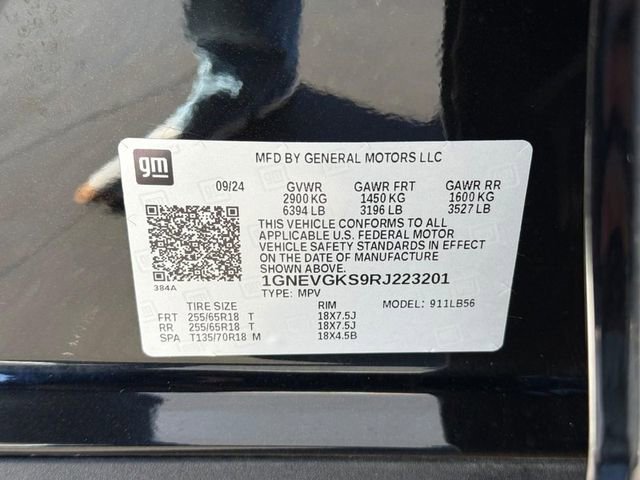 gm
MFD BY GENERAL MOTORS LLC
09/24 GVWR GAWR FRT GAWR RR
2900 KG 1450 KG 1600 KG
6394 LB 3196 LB 3527 LB
THIS VEHICLE CONFORMS TO ALL
APPLICABLE U.S. FEDERAL MOTOR
VEHICLE SAFETY STANDARDS IN EFFECT
ON THE DATE OF MANUFACTURE
SHOWN ABOVE.
384A
1GNEVGKS9RJ223201
TYPE: MPV MODEL: 911LB56
TIRE SIZE RIM
FRT 255/65R18 T 18X7.5J
RR 255/65R18 T 18X7.5J
SPA T135/70R18 M 18X4.5B